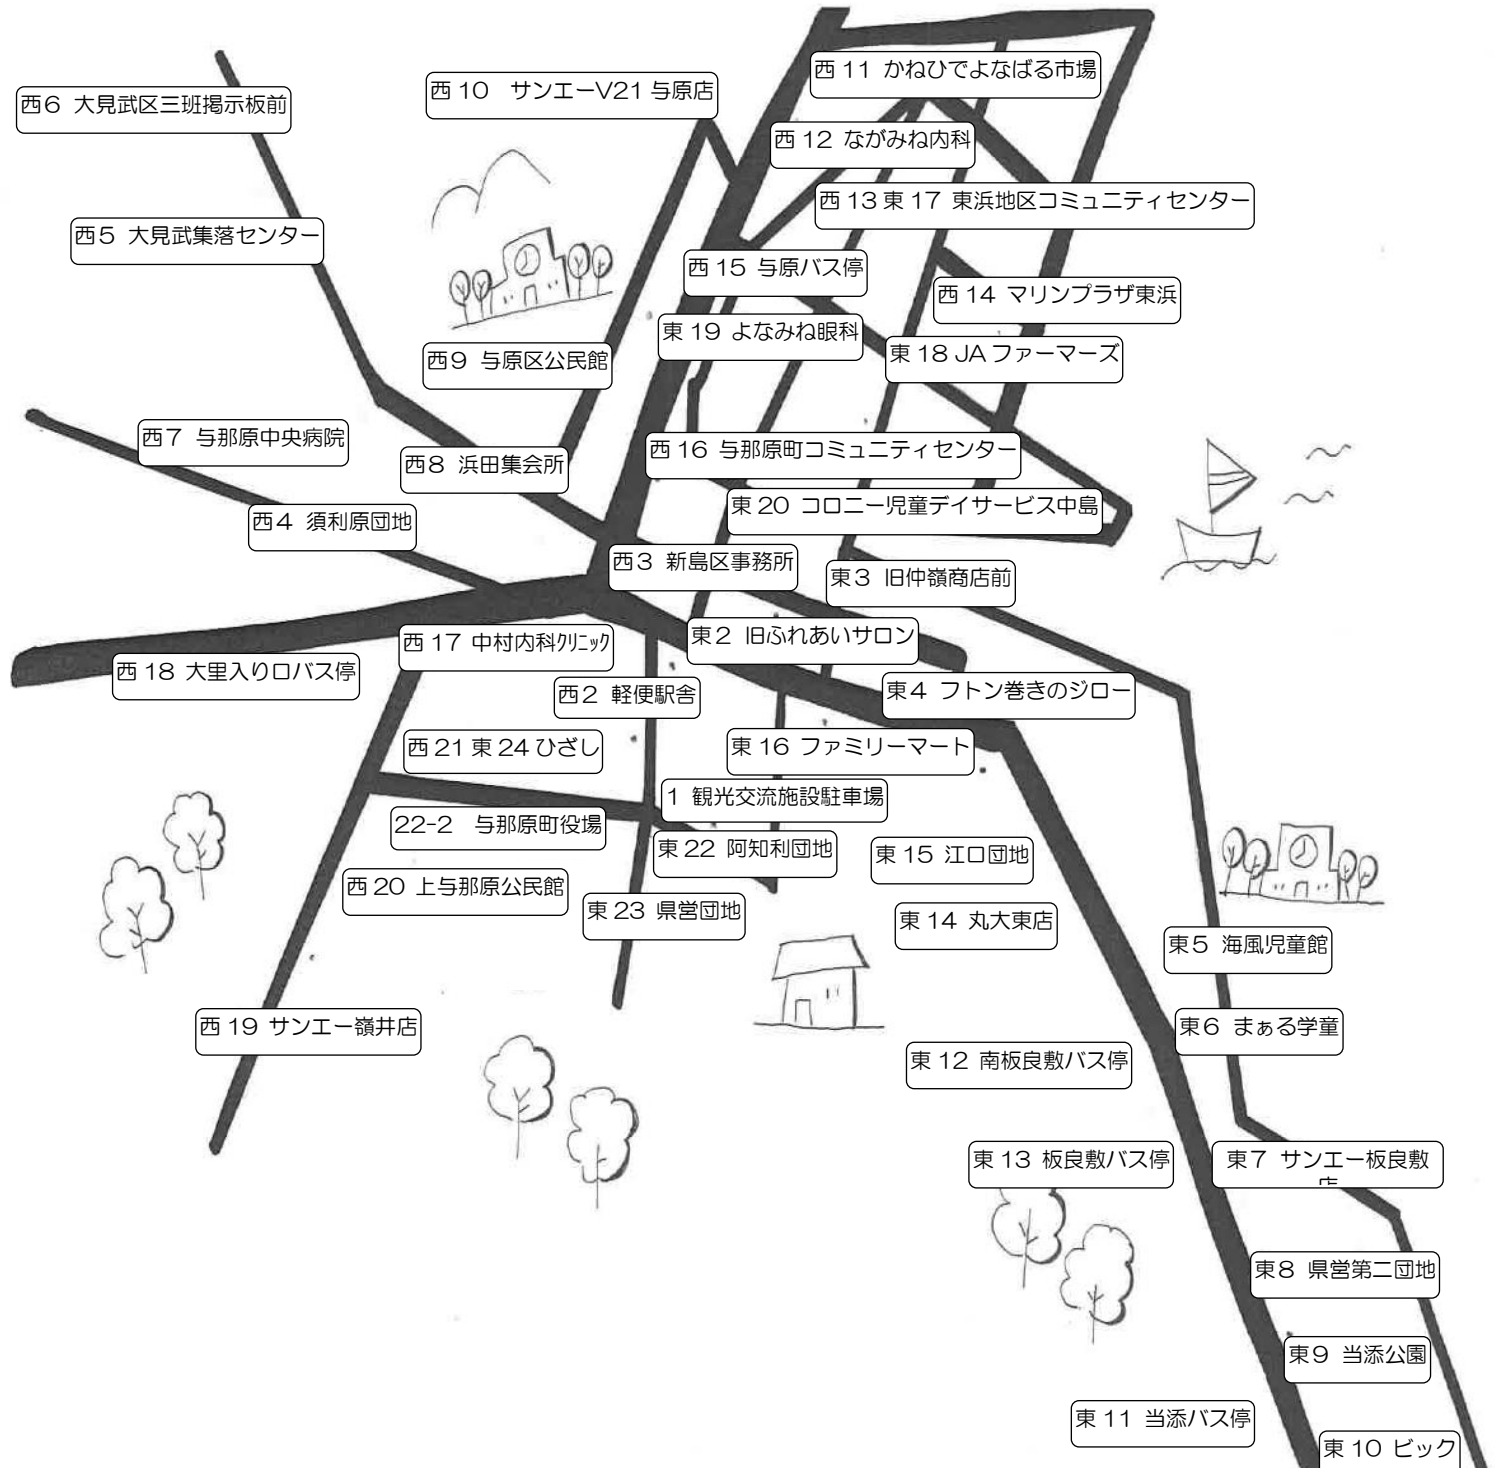 西11 かねひでよなばる市場
西10　サンエーV21与原店
西6 大見武区三班掲示板前
西12 ながみね内科
西13東17 東浜地区コミュニティセンター
西5 大見武集落センター
西15 与原バス停
西14 マリンプラザ東浜
東19 よなみね眼科
東18 JAファーマーズ
西9 与原区公民館
西7 与那原中央病院
西16 与那原町コミュニティセンター
西8 浜田集会所
東20 コロニー児童デイサービス中島
西4 須利原団地
西3 新島区事務所
東3 旧仲嶺商店前
西17 中村内科ｸﾘﾆｯｸ
東2 旧ふれあいサロン
西18 大里入り口バス停
西2 軽便駅舎
東4 フトン巻きのジロー
西21東24ひざし
東16 ファミリーマート
1 観光交流施設駐車場
22-2　与那原町役場
東22 阿知利団地
東15 江口団地
西20 上与那原公民館
東23 県営団地
東14 丸大東店
東5 海風児童館
西19 サンエー嶺井店
東6 まぁる学童
東12 南板良敷バス停
東13 板良敷バス停
東7 サンエー板良敷
店
東8 県営第二団地
東9 当添公園
東11 当添バス停
東10 ビック